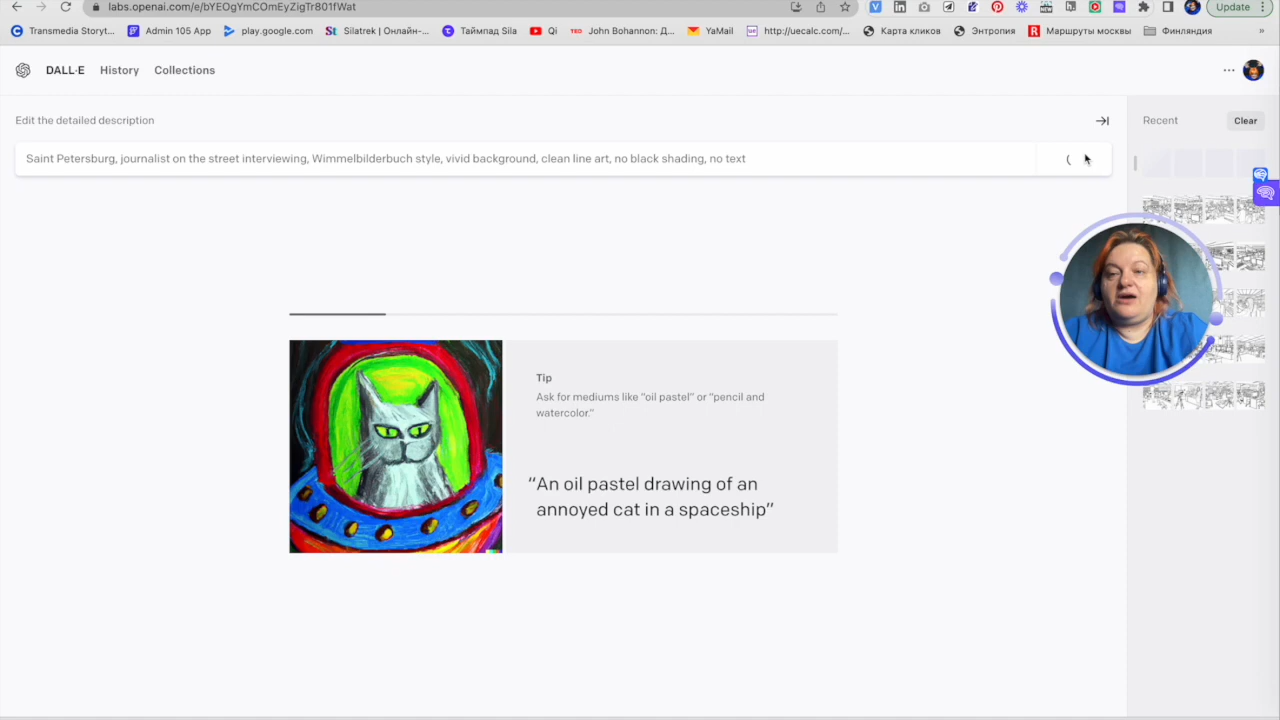 labs.openai.com/e/bYEOgYmCOmEyZigTr801fWat
Update
Transmedia Storyt...
Admin 105 App
play.google.com
Silatrek | Онлайн-...
Таймпад Sila
Qi
TED
John Bohannon: Д...
YaMail
http://uecalc.com/...
Карта кликов
Энтропия
Маршруты москвы
Финляндия
»
DALL·E
History
Collections
Edit the detailed description
Recent
Clear
Saint Petersburg, journalist on the street interviewing, Wimmelbilderbuch style, vivid background, clean line art, no black shading, no text
Tip
Ask for mediums like “oil pastel” or “pencil and
watercolor.”
“An oil pastel drawing of an
annoyed cat in a spaceship”